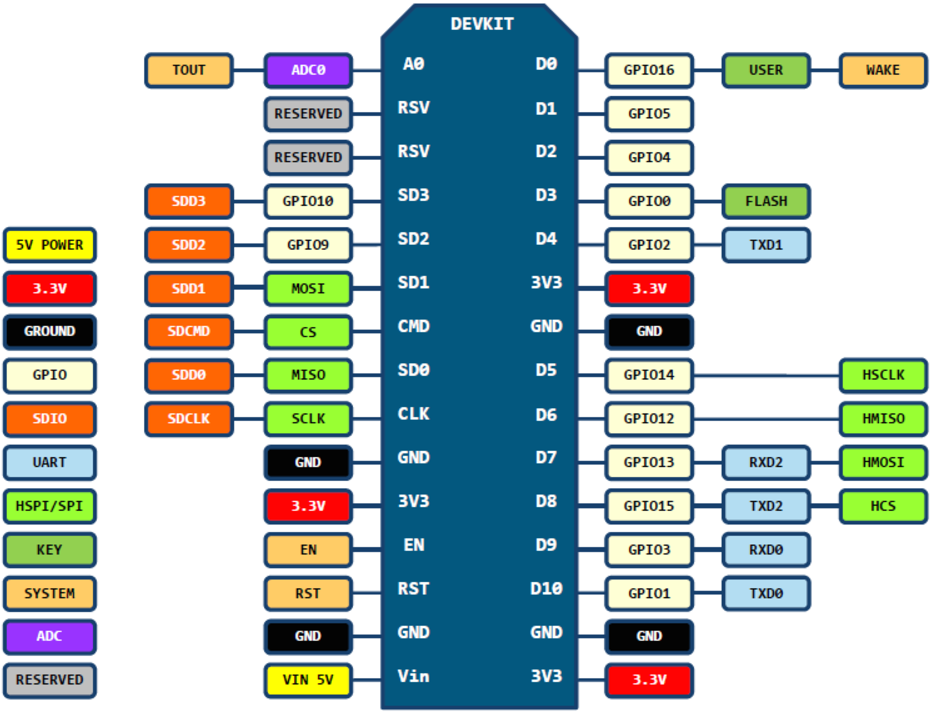 DEVKIT
TOUT ADC0 A0 D0 GPIO16 USER WAKE
RESERVED RSV D1 GPIO5
RESERVED RSV D2 GPIO4
SDD3 GPIO10 SD3 D3 GPIO0 FLASH
5V POWER SDD2 GPIO9 SD2 D4 GPIO2 TXD1
3.3V SDD1 MOSI SD1 3V3 3.3V
GROUND SDCMD CS CMD GND GND
GPIO SDD0 MISO SD0 D5 GPIO14 HSCLK
SDIO SDCLK SCLK CLK D6 GPIO12 HMISO
UART GND GND D7 GPIO13 RXD2 HMOSI
HSPI/SPI 3.3V 3V3 D8 GPIO15 TXD2 HCS
KEY EN EN D9 GPIO3 RXD0
SYSTEM RST RST D10 GPIO1 TXD0
ADC GND GND GND GND
RESERVED VIN 5V Vin 3V3 3.3V